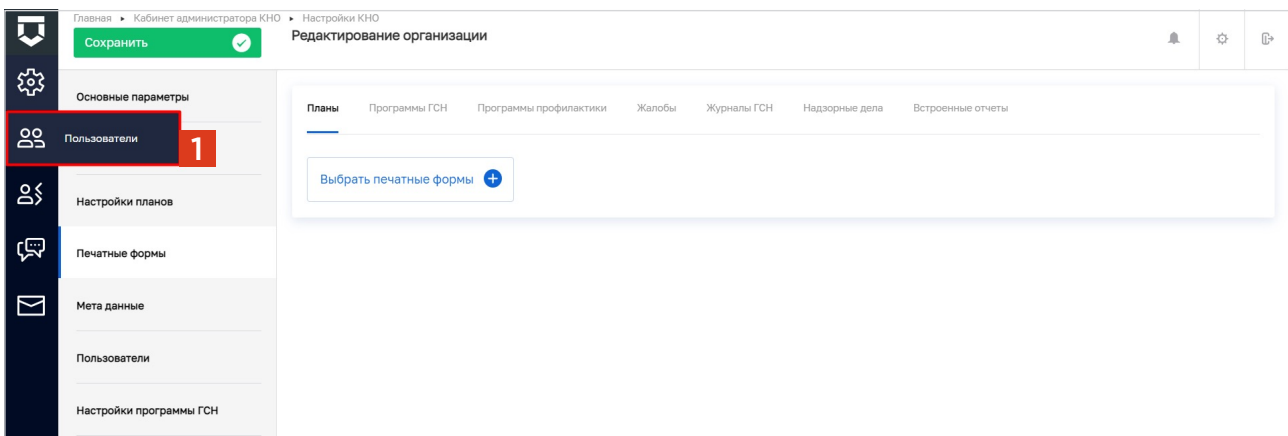 Главная ▸ Кабинет администратора КНО ▸ Настройки КНО
Сохранить
Редактирование организации
Основные параметры
Пользователи
1
Настройки планов
Печатные формы
Мета данные
Пользователи
Настройки программы ГСН
Планы Программы ГСН Программы профилактики Жалобы Журналы ГСН Надзорные дела Встроенные отчеты
Выбрать печатные формы